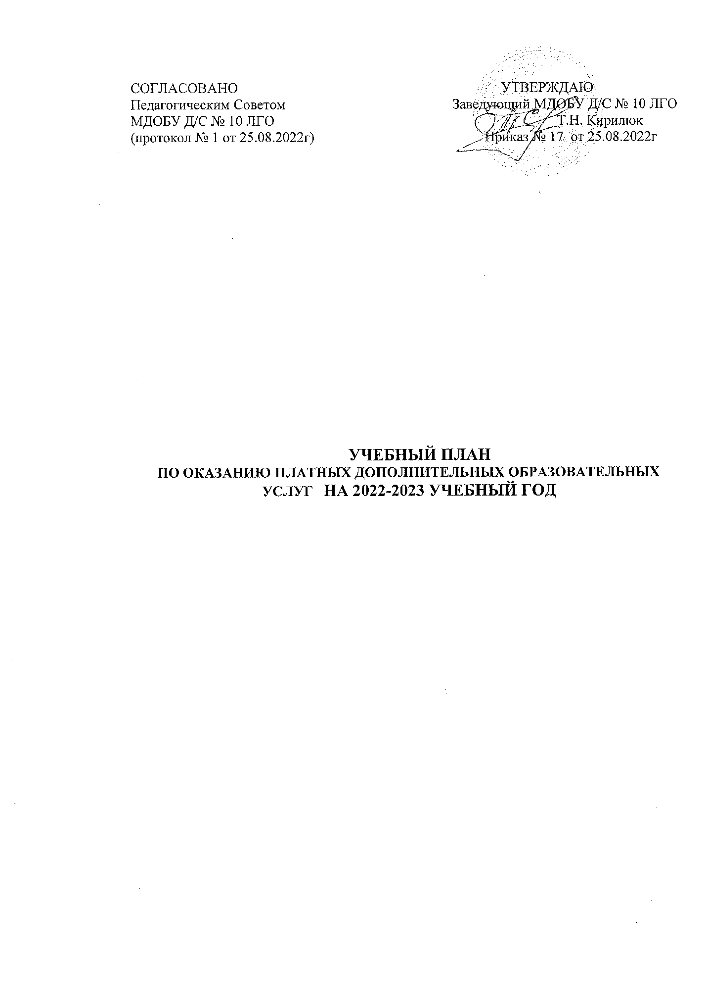 СОГЛАСОВАНО
Педагогическим Советом
МДОБУ Д/С № 10 ЛГО
(протокол № 1 от 25.08.2022г)
УТВЕРЖДАЮ
Заведующий МДОБУ Д/С № 10 ЛГО
Т.Н. Кирилюк
Приказ № 17 от 25.08.2022г
УЧЕБНЫЙ ПЛАН
ПО ОКАЗАНИЮ ПЛАТНЫХ ДОПОЛНИТЕЛЬНЫХ ОБРАЗОВАТЕЛЬНЫХ
УСЛУГ НА 2022-2023 УЧЕБНЫЙ ГОД